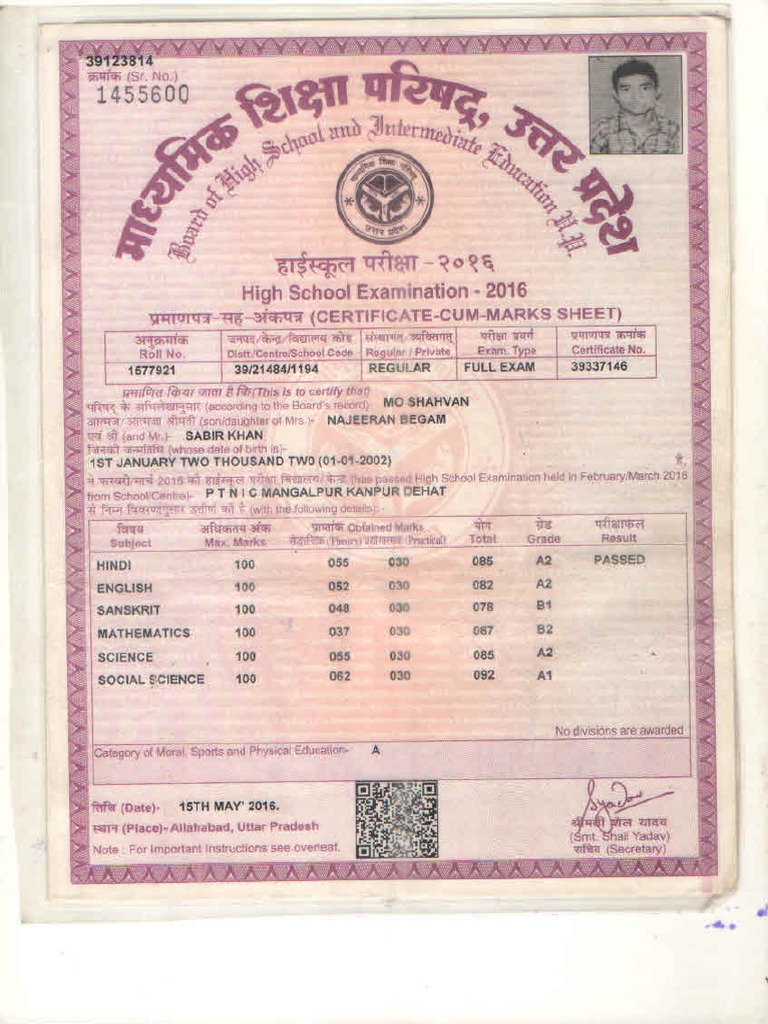 39123814
क्रमांक (Sr. No.)
1455600
माध्यमिक शिक्षा परिषद्, उत्तर प्रदेश
Board of High School and Intermediate Education U.P.
माध्यमिक शिक्षा परिषद्
उत्तर प्रदेश
हाईस्कूल परीक्षा - २०१६
High School Examination - 2016
प्रमाणपत्र-सह-अंकपत्र (CERTIFICATE-CUM-MARKS SHEET)
अनुक्रमांक जनपद/केन्द्र/विद्यालय कोड संस्थागत/व्यक्तिगत परीक्षा प्रवर्ग प्रमाणपत्र क्रमांक
Roll No. Distt/Centre/School Code Regular / Private Exam. Type Certificate No.
1577921 39/21484/1194 REGULAR FULL EXAM 39337146
प्रमाणित किया जाता है कि (This is to certify that)
परिषद् के अभिलेखानुसार (according to the Board's record) MO SHAHVAN
आत्मज/आत्मजा श्रीमती (son/daughter of Mrs.)- NAJEERAN BEGAM
एवं श्री (and Mr.)- SABIR KHAN
जिनकी जन्मतिथि (whose date of birth is)-
1ST JANUARY TWO THOUSAND TWO (01-01-2002) है,
ने फरवरी/मार्च 2016 की हाईस्कूल परीक्षा विद्यालय/केन्द्र (has passed High School Examination held in February/March 2016
from School/Centre)- P T N I C MANGALPUR KANPUR DEHAT
से निम्न विवरणानुसार उत्तीर्ण की है (with the following details):-
विषय अधिकतम अंक प्राप्तांक Obtained Marks योग ग्रेड परीक्षाफल
Subject Max. Marks सैद्धान्तिक (Theory) प्रयोगात्मक (Practical) Total Grade Result
HINDI 100 055 030 085 A2 PASSED
ENGLISH 100 052 030 082 A2
SANSKRIT 100 048 030 078 B1
MATHEMATICS 100 037 030 067 B2
SCIENCE 100 055 030 085 A2
SOCIAL SCIENCE 100 062 030 092 A1
No divisions are awarded
Category of Moral, Sports and Physical Education- A
तिथि (Date)- 15TH MAY' 2016.
स्थान (Place)- Allahabad, Uttar Pradesh
Note : For Important Instructions see overleaf.
श्रीमती शैल यादव
(Smt. Shail Yadav)
सचिव (Secretary)